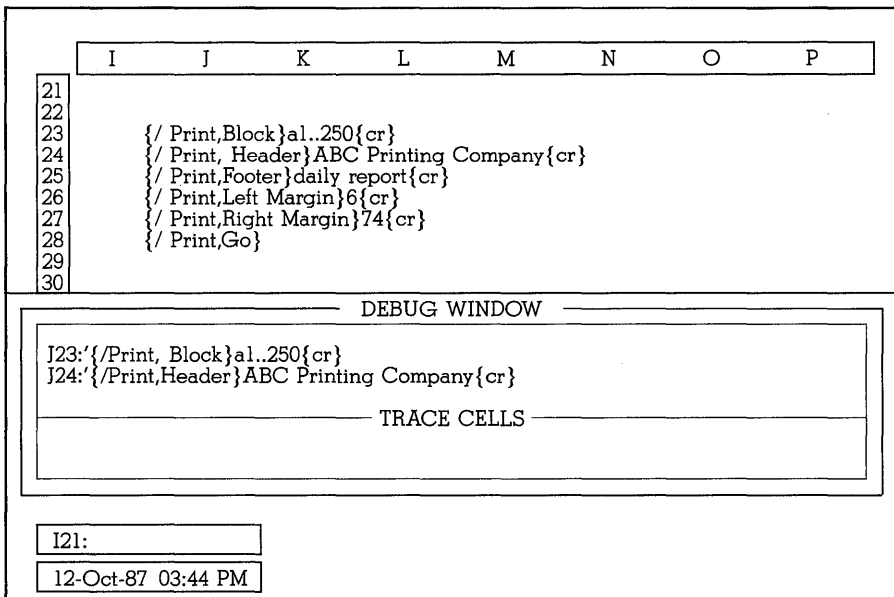 I J K L M N O P
21
22
23 {/ Print,Block}a1..250{cr}
24 {/ Print, Header}ABC Printing Company{cr}
25 {/ Print,Footer}daily report{cr}
26 {/ Print,Left Margin}6{cr}
27 {/ Print,Right Margin}74{cr}
28 {/ Print,Go}
29
30
DEBUG WINDOW
J23:'{/Print, Block}a1..250{cr}
J24:'{/Print,Header}ABC Printing Company{cr}
TRACE CELLS
I21:
12-Oct-87 03:44 PM